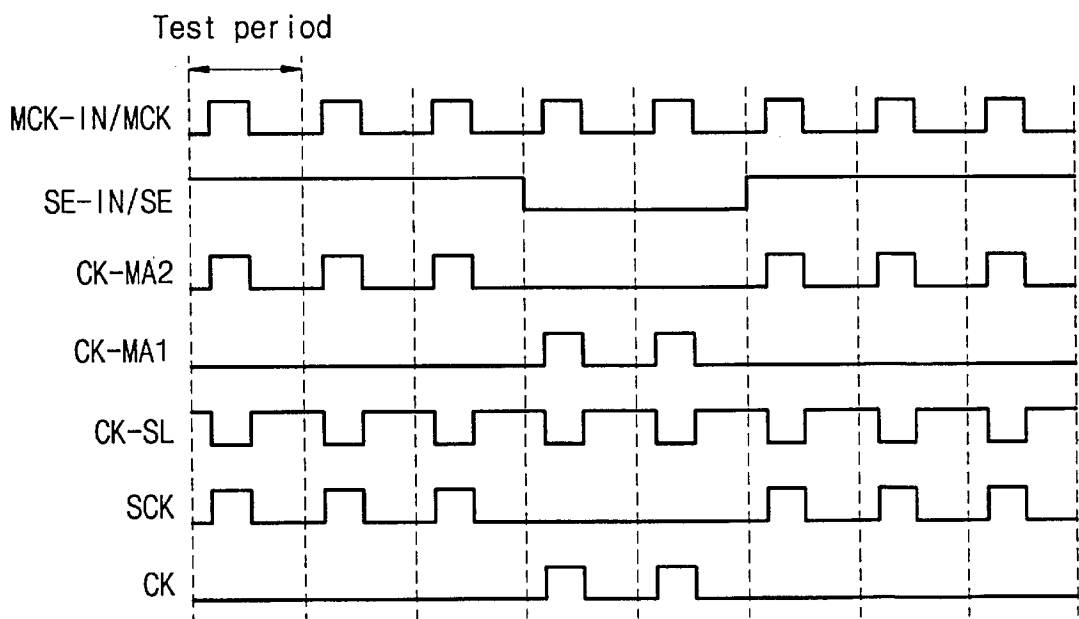 Test period
MCK-IN/MCK
SE-IN/SE
CK-MA2
CK-MA1
CK-SL
SCK
CK